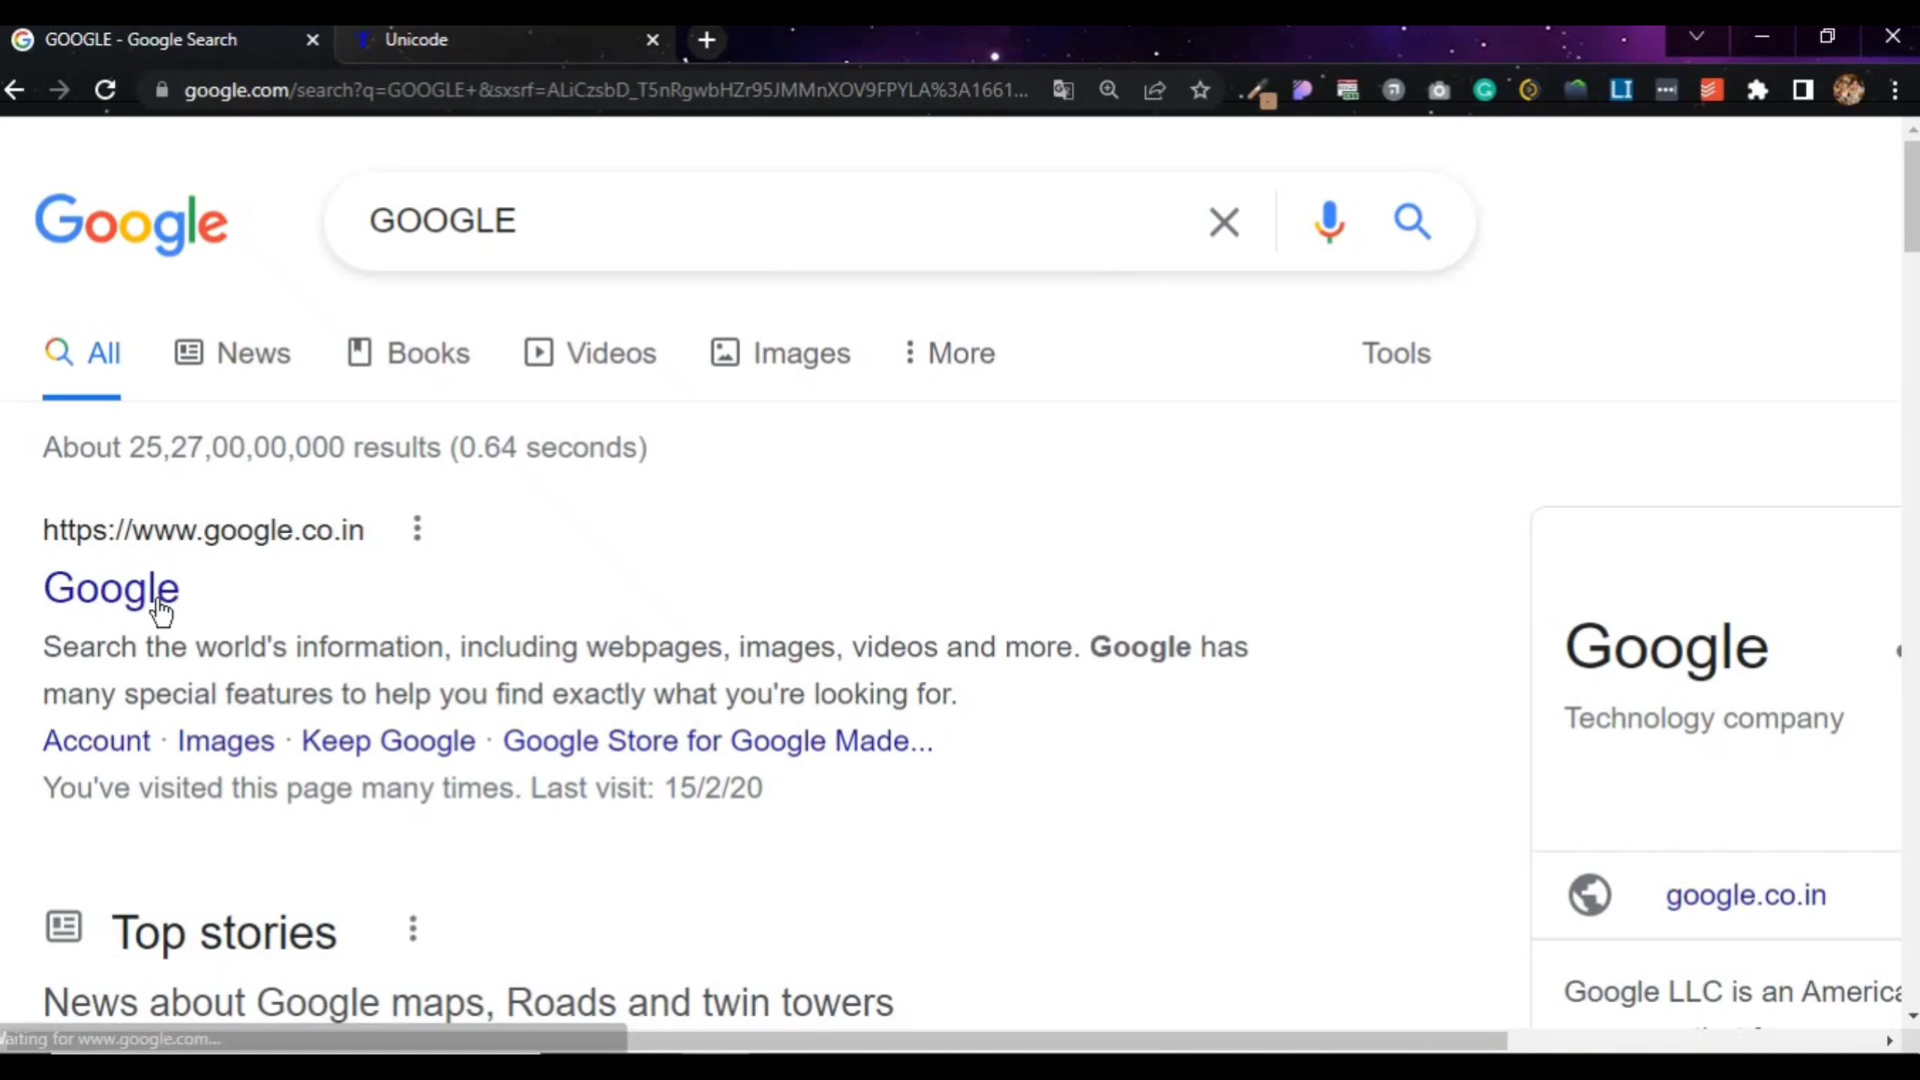 GOOGLE - Google Search
Unicode
google.com/search?q=GOOGLE+&sxsrf=ALiCzsbD_T5nRgwbHZr95JMMnXOV9FPYLA%3A1661...
Google
GOOGLE
All
News
Books
Videos
Images
More
Tools
About 25,27,00,00,000 results (0.64 seconds)
https://www.google.co.in
Google
Search the world's information, including webpages, images, videos and more. Google has
many special features to help you find exactly what you're looking for.
Account · Images · Keep Google · Google Store for Google Made...
You've visited this page many times. Last visit: 15/2/20
Top stories
News about Google maps, Roads and twin towers
Google
Technology company
google.co.in
Google LLC is an America
aiting for www.google.com...